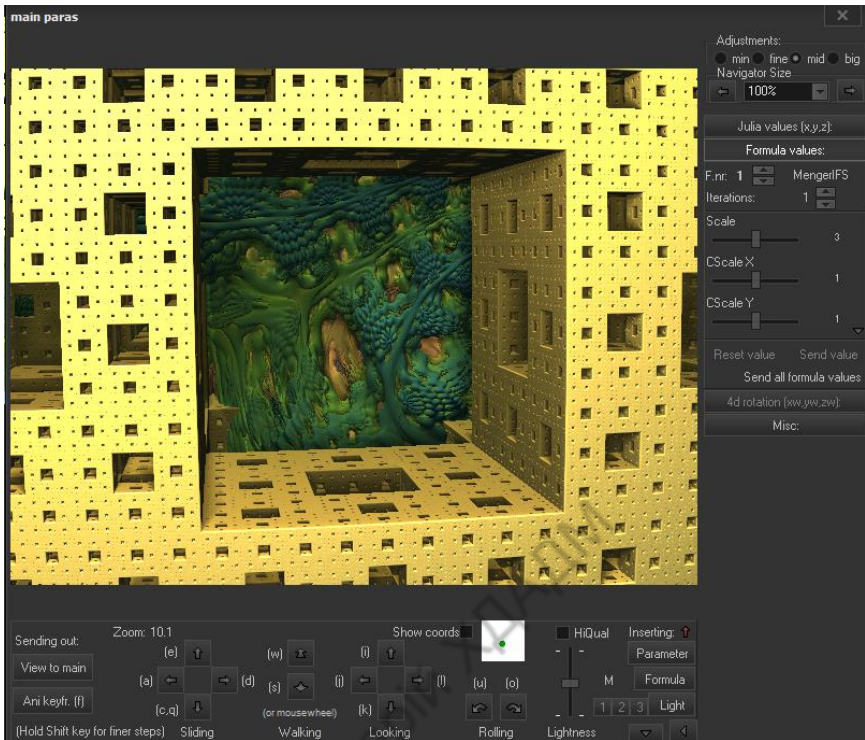 main paras
Adjustments:
min fine mid big
Navigator Size
100%
Julia values (x,y,z):
Formula values:
F.nr: 1 MengerIFS
Iterations: 1
Scale
3
CScale X
1
CScale Y
1
Reset value Send value
Send all formula values
4d rotation (xw,yw,zw):
Misc:
Sending out:
View to main
Ani keyfr. (f)
(Hold Shift key for finer steps)
Zoom: 10.1
(e)
(a) (d)
(c,q)
Sliding
(w)
(s)
(or mousewheel)
Walking
(i)
(j) (l)
(k)
Looking
Show coords
(u) (o)
Rolling
HiQual
M
Lightness
Inserting:
Parameter
Formula
1 2 3 Light
ХДАДМ